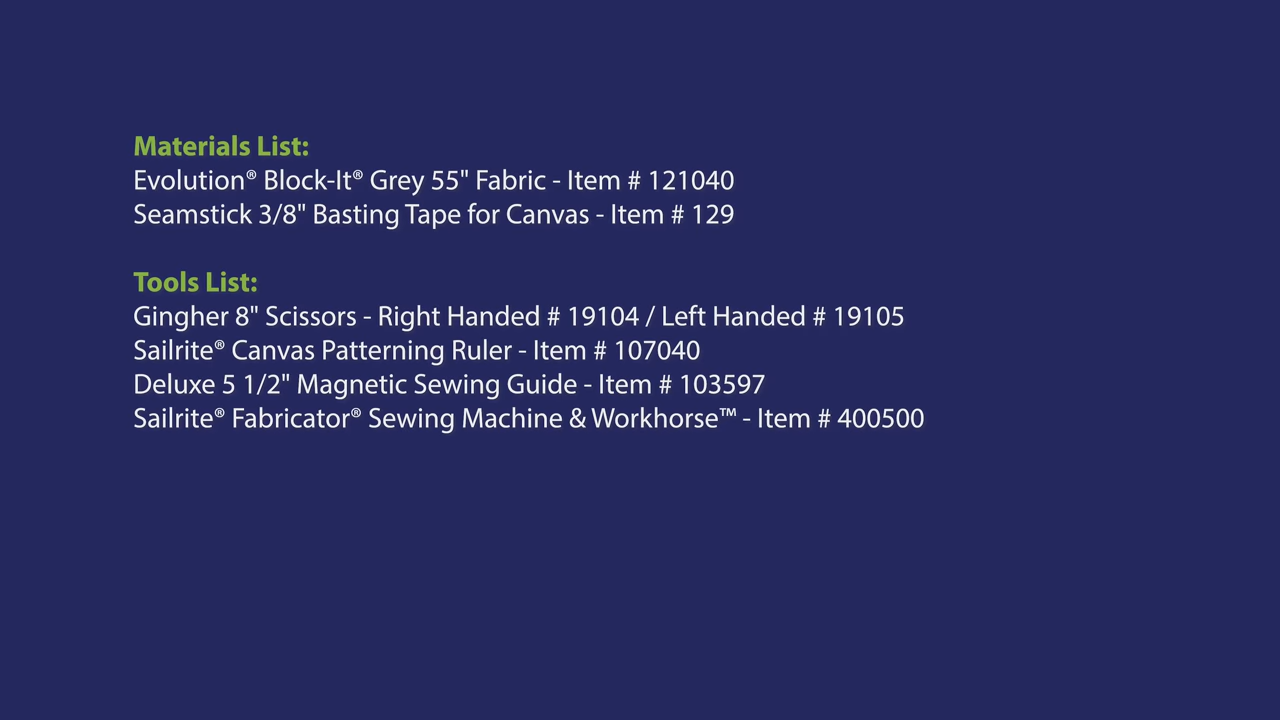 Materials List:
Evolution® Block-It® Grey 55" Fabric - Item # 121040
Seamstick 3/8" Basting Tape for Canvas - Item # 129
Tools List:
Gingher 8" Scissors - Right Handed # 19104 / Left Handed # 19105
Sailrite® Canvas Patterning Ruler - Item # 107040
Deluxe 5 1/2" Magnetic Sewing Guide - Item # 103597
Sailrite® Fabricator® Sewing Machine & Workhorse™ - Item # 400500